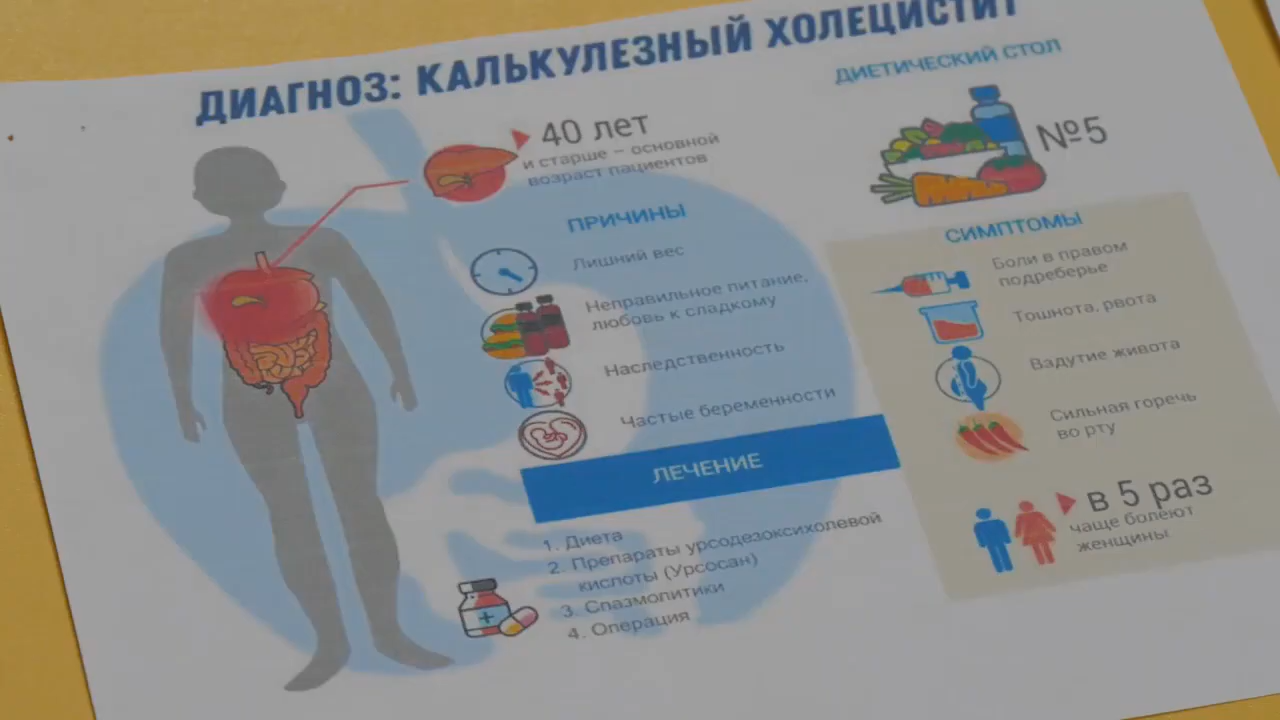 ДИАГНОЗ: КАЛЬКУЛЕЗНЫЙ ХОЛЕЦИСТИТ
40 лет
и старше – основной
возраст пациентов
ПРИЧИНЫ
Лишний вес
Неправильное питание,
любовь к сладкому
Наследственность
Частые беременности
ЛЕЧЕНИЕ
1. Диета
2. Препараты урсодезоксихолевой
кислоты (Урсосан)
3. Спазмолитики
4. Операция
ДИЕТИЧЕСКИЙ СТОЛ
№5
СИМПТОМЫ
Боли в правом
подреберье
Тошнота, рвота
Вздутие живота
Сильная горечь
во рту
в 5 раз
чаще болеют
женщины